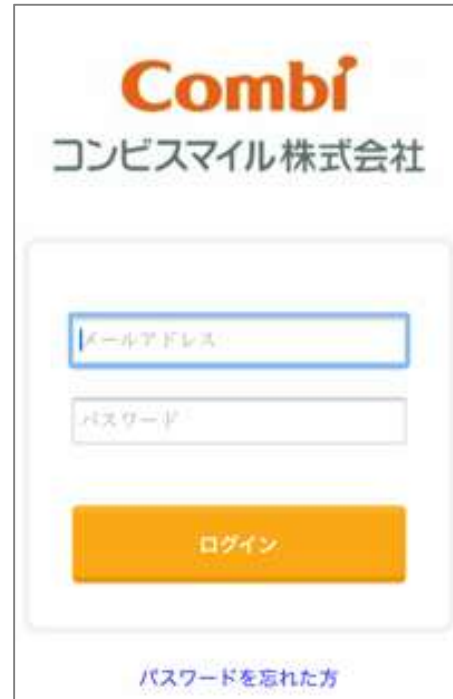 Combi
コンビスマイル株式会社
メールアドレス
パスワード
ログイン
パスワードを忘れた方